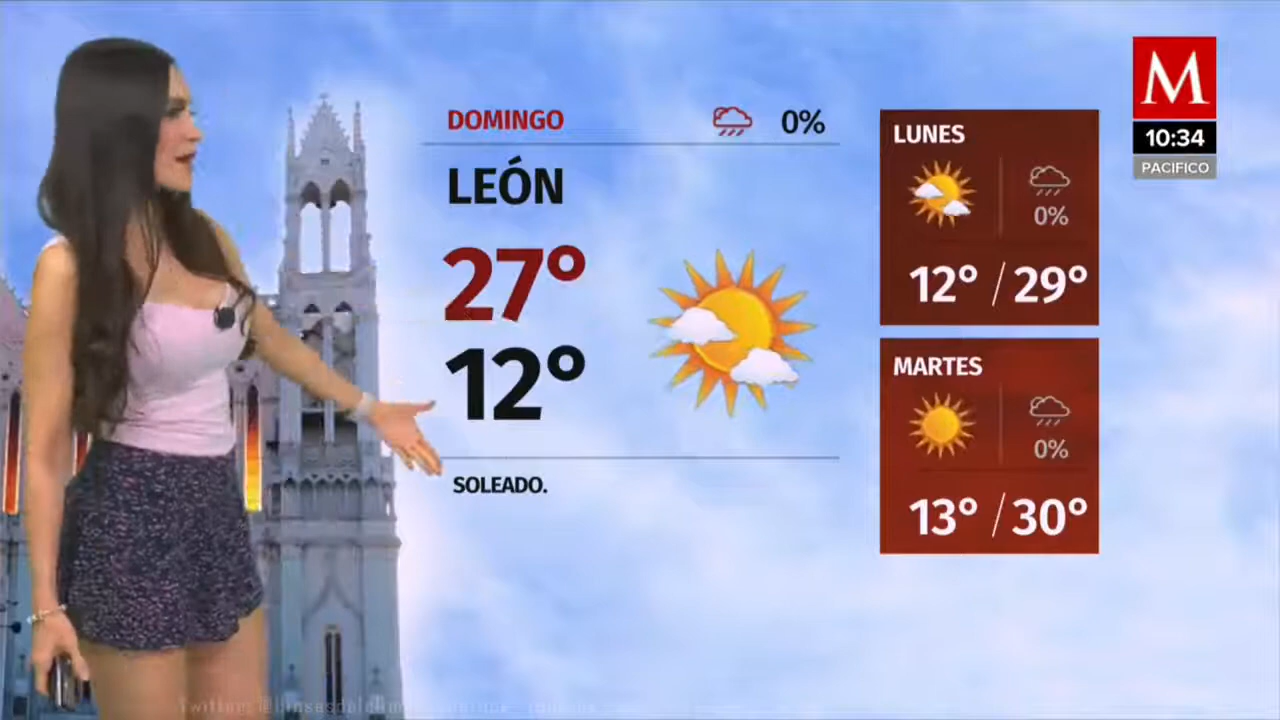 DOMINGO 0%
LEÓN
27°
12°
SOLEADO.
LUNES
0%
12° / 29°
MARTES
0%
13° / 30°
M
10:34
PACIFICO